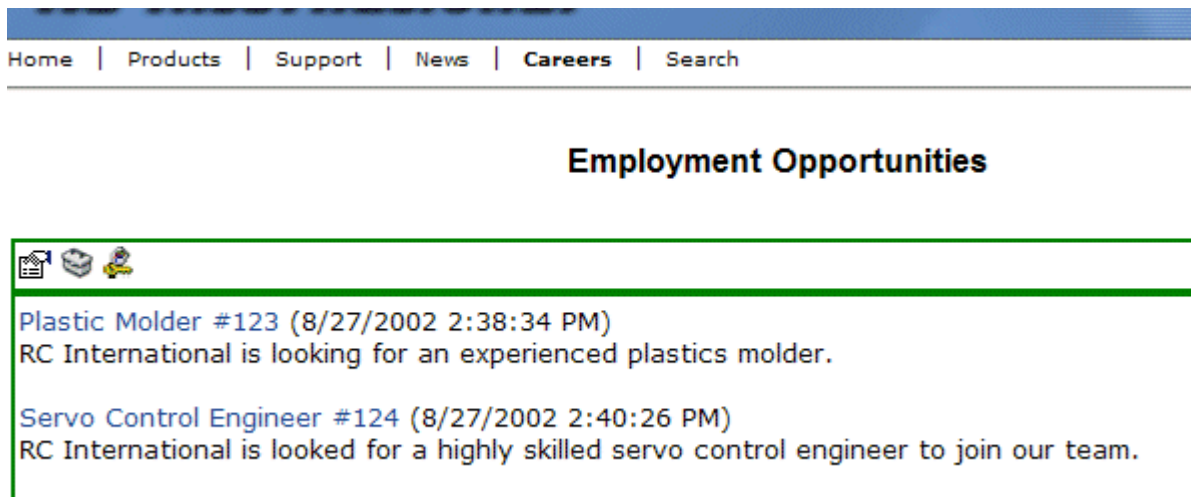 Home | Products | Support | News | Careers | Search
Employment Opportunities
Plastic Molder #123 (8/27/2002 2:38:34 PM)
RC International is looking for an experienced plastics molder.
Servo Control Engineer #124 (8/27/2002 2:40:26 PM)
RC International is looked for a highly skilled servo control engineer to join our team.